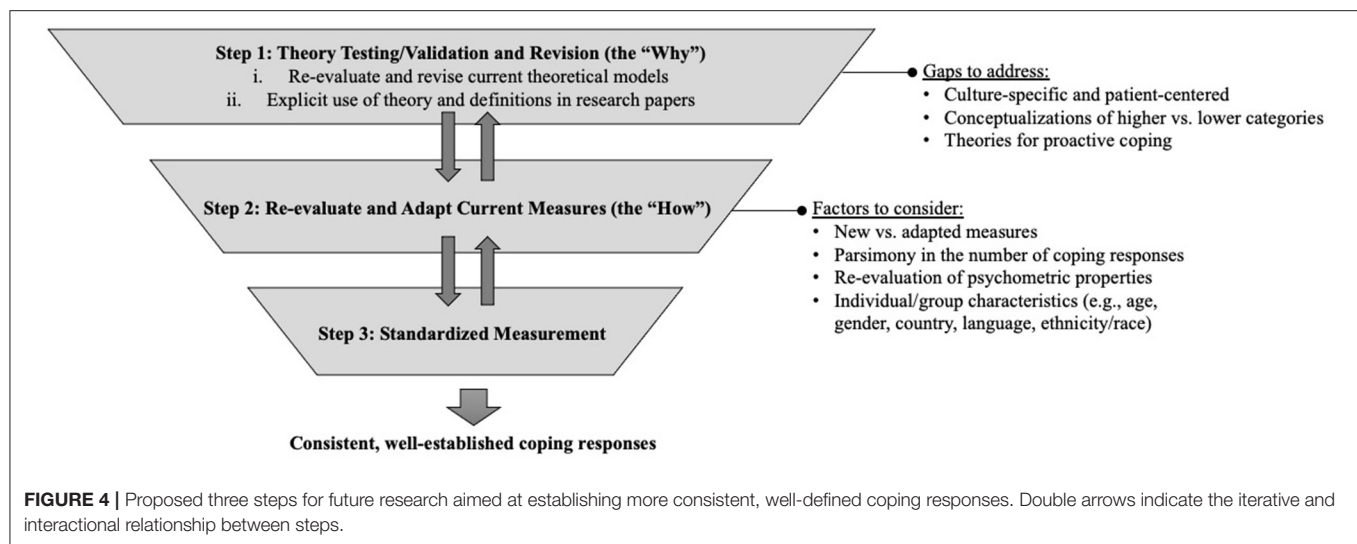 Step 1: Theory Testing/Validation and Revision (the “Why”)
i. Re-evaluate and revise current theoretical models
ii. Explicit use of theory and definitions in research papers
Gaps to address:
• Culture-specific and patient-centered
• Conceptualizations of higher vs. lower categories
• Theories for proactive coping
Step 2: Re-evaluate and Adapt Current Measures (the “How”)
Factors to consider:
• New vs. adapted measures
• Parsimony in the number of coping responses
• Re-evaluation of psychometric properties
• Individual/group characteristics (e.g., age,
gender, country, language, ethnicity/race)
Step 3: Standardized Measurement
Consistent, well-established coping responses
FIGURE 4 | Proposed three steps for future research aimed at establishing more consistent, well-defined coping responses. Double arrows indicate the iterative and
interactional relationship between steps.